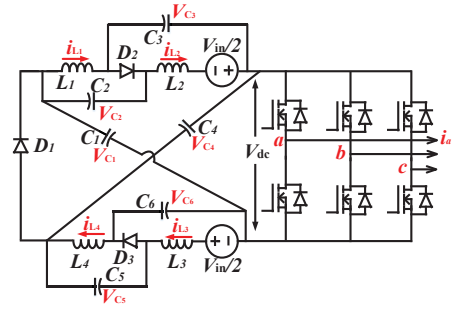 V_C3
C_3
i_L1 D_2 i_L2 V_in/2
L_1 L_2
C_2
V_C2
C_1 C_4
V_C1 V_C4
D_1
V_dc
a i_a
b
c
C_6 V_C6
i_L4 i_L3
L_4 D_3 L_3 V_in/2
C_5
V_C5